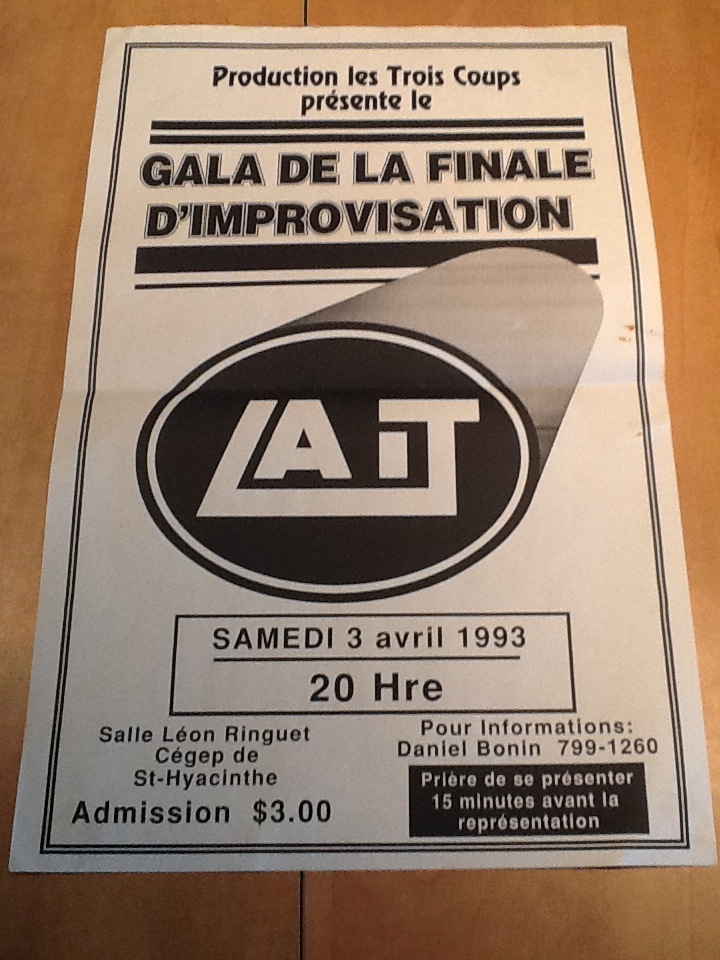 Production les Trois Coups
présente le
GALA DE LA FINALE
D'IMPROVISATION
LAiT
SAMEDI 3 avril 1993
20 Hre
Salle Léon Ringuet
Cégep de
St-Hyacinthe
Admission $3.00
Pour Informations:
Daniel Bonin 799-1260
Prière de se présenter
15 minutes avant la
représentation